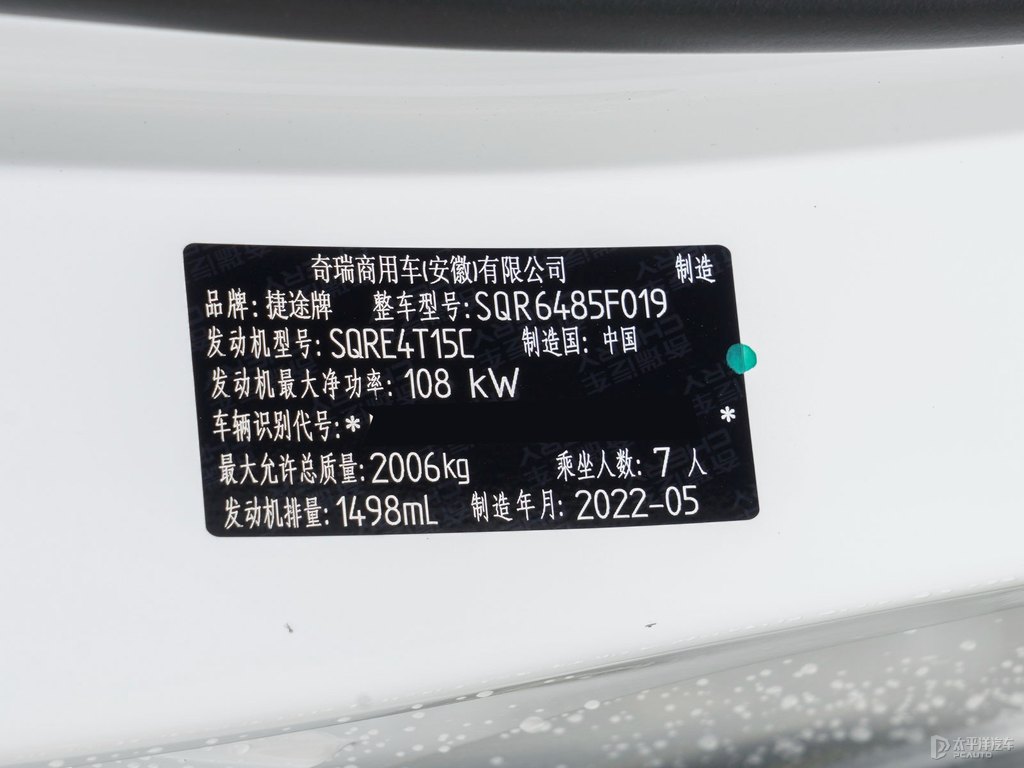 奇瑞商用车(安徽)有限公司 制造
品牌: 捷途牌 整车型号: SQR6485F019
发动机型号: SQRE4T15C 制造国: 中国
发动机最大净功率: 108 kW
车辆识别代号: * *
最大允许总质量: 2006kg 乘坐人数: 7 人
发动机排量: 1498mL 制造年月: 2022-05
太平洋汽车
PCAUTO